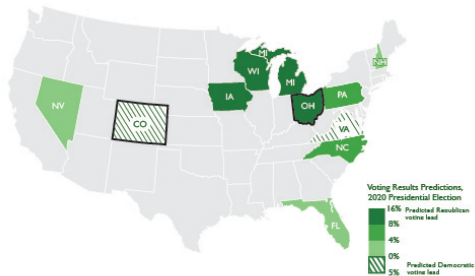 MI
NH
WI
MI
NV
IA
PA
OH
CO
VA
NC
FL
Voting Results Predictions,
2020 Presidential Election
16%
Predicted Republican
voting lead
8%
4%
0%
Predicted Democratic
voting lead
5%